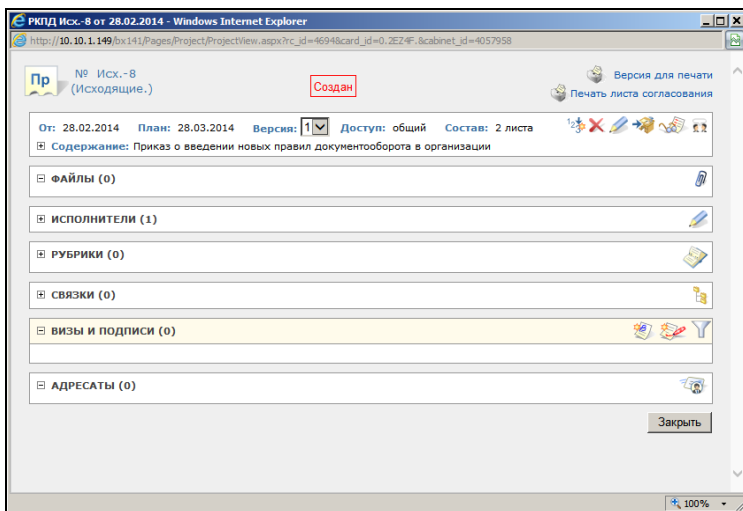 РКПД Исх.-8 от 28.02.2014 - Windows Internet Explorer
http://10.10.1.149/bx141/Pages/Project/ProjectView.aspx?rc_id=4694&card_id=0.2EZ4F.8&cabinet_id=4057958
Пр № Исх.-8
(Исходящие.)
Создан
Версия для печати
Печать листа согласования
От: 28.02.2014 План: 28.03.2014 Версия: 1 Доступ: общий Состав: 2 листа
Содержание: Приказ о введении новых правил документооборота в организации
ФАЙЛЫ (0)
ИСПОЛНИТЕЛИ (1)
РУБРИКИ (0)
СВЯЗКИ (0)
ВИЗЫ И ПОДПИСИ (0)
АДРЕСАТЫ (0)
Закрыть
100%